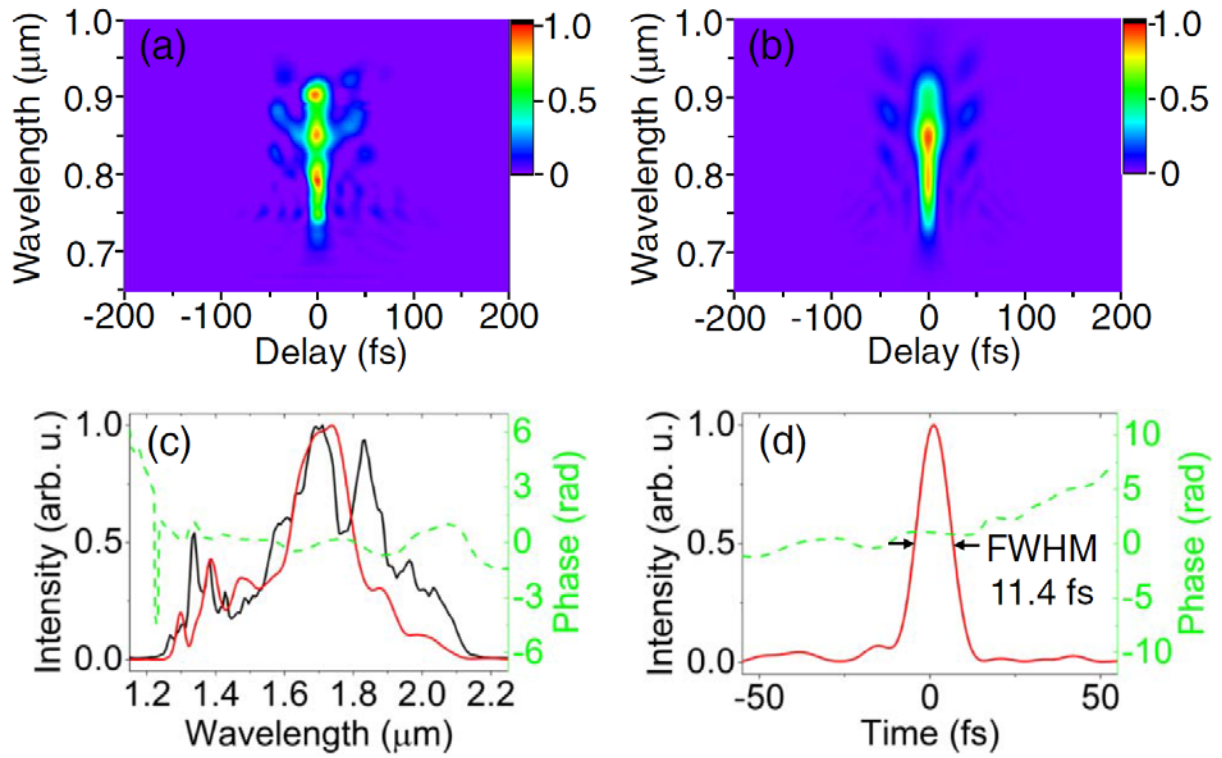 (a)
Wavelength (μm)
1.0
0.9
0.8
0.7
-200 -100 0 100 200
Delay (fs)
1.0
0.5
0
(b)
Wavelength (μm)
1.0
0.9
0.8
0.7
-200 -100 0 100 200
Delay (fs)
1.0
0.5
0
(c)
Intensity (arb. u.)
1.0
0.5
0.0
1.2 1.4 1.6 1.8 2.0 2.2
Wavelength (μm)
6
3
0
-3
-6
Phase (rad)
(d)
Intensity (arb. u.)
1.0
0.5
0.0
-50 0 50
Time (fs)
FWHM
11.4 fs
10
5
0
-5
-10
Phase (rad)